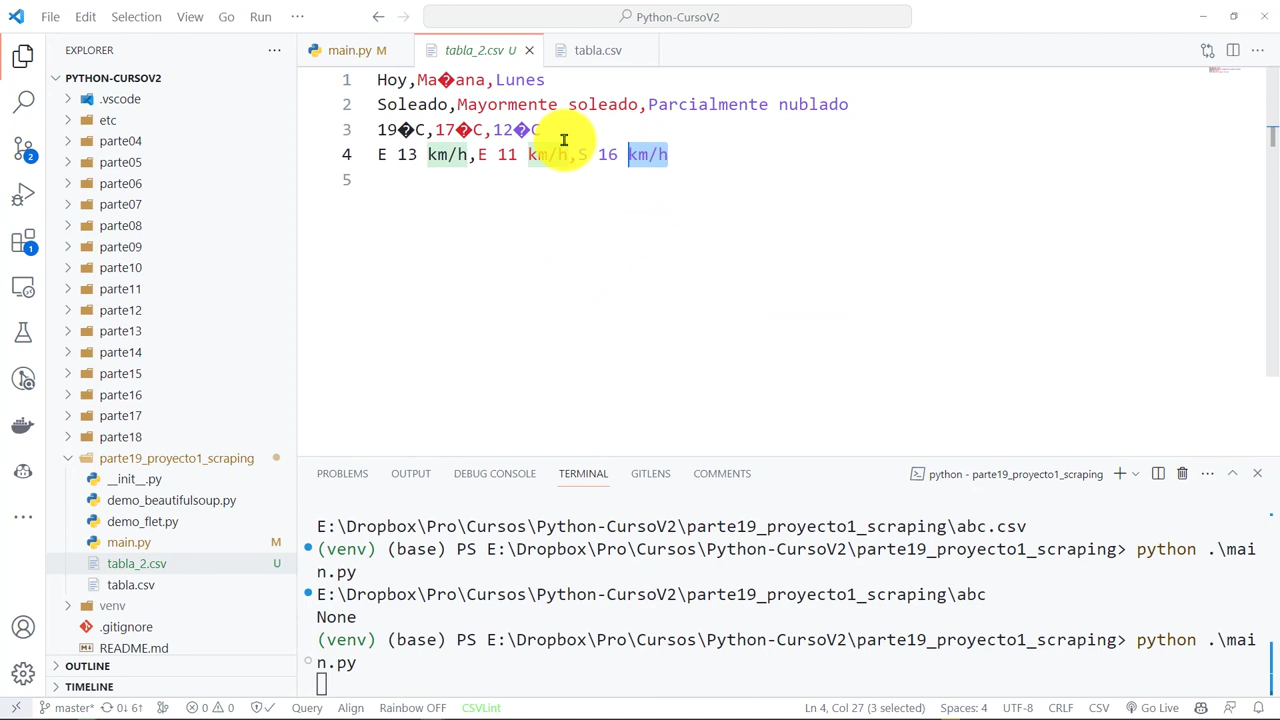 File Edit Selection View Go Run ··· Python-CursoV2
EXPLORER ···
main.py M
tabla_2.csv U
tabla.csv
PYTHON-CURSOV2
.vscode
etc
parte04
parte05
parte06
parte07
parte08
parte09
parte10
parte11
parte12
parte13
parte14
parte15
parte16
parte17
parte18
parte19_proyecto1_scraping
__init__.py
demo_beautifulsoup.py
demo_flet.py
main.py M
tabla_2.csv U
tabla.csv
venv
.gitignore
README.md
OUTLINE
TIMELINE
2
1
1 Hoy,Ma�ana,Lunes
2 Soleado,Mayormente soleado,Parcialmente nublado
3 19�C,17�C,12�C
4 E 13 km/h,E 11 km/h,S 16 km/h
5
PROBLEMS OUTPUT DEBUG CONSOLE TERMINAL GITLENS COMMENTS python - parte19_proyecto1_scraping
E:\Dropbox\Pro\Cursos\Python-CursoV2\parte19_proyecto1_scraping\abc.csv
(venv) (base) PS E:\Dropbox\Pro\Cursos\Python-CursoV2\parte19_proyecto1_scraping> python .\mai
n.py
E:\Dropbox\Pro\Cursos\Python-CursoV2\parte19_proyecto1_scraping\abc
None
(venv) (base) PS E:\Dropbox\Pro\Cursos\Python-CursoV2\parte19_proyecto1_scraping> python .\mai
n.py
master* 0↓ 6↑ 0 0 Query Align Rainbow OFF CSVLint Ln 4, Col 27 (3 selected) Spaces: 4 UTF-8 CRLF CSV Go Live